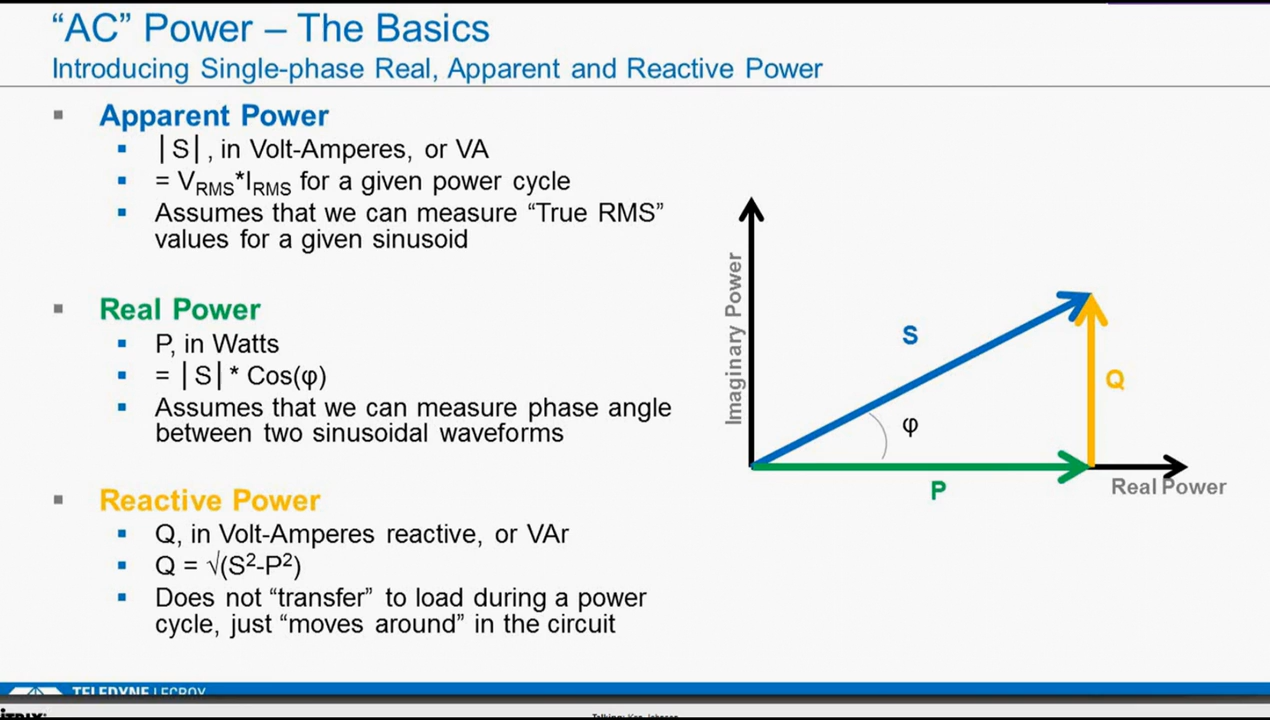 “AC” Power – The Basics
Introducing Single-phase Real, Apparent and Reactive Power
Apparent Power
|S|, in Volt-Amperes, or VA
= VRMS*IRMS for a given power cycle
Assumes that we can measure “True RMS”
values for a given sinusoid
Real Power
P, in Watts
= |S| * Cos(φ)
Assumes that we can measure phase angle
between two sinusoidal waveforms
Reactive Power
Q, in Volt-Amperes reactive, or VAr
Q = √(S²-P²)
Does not “transfer” to load during a power
cycle, just “moves around” in the circuit
Imaginary Power
S
Q
φ
P
Real Power
TELEDYNE LECROY